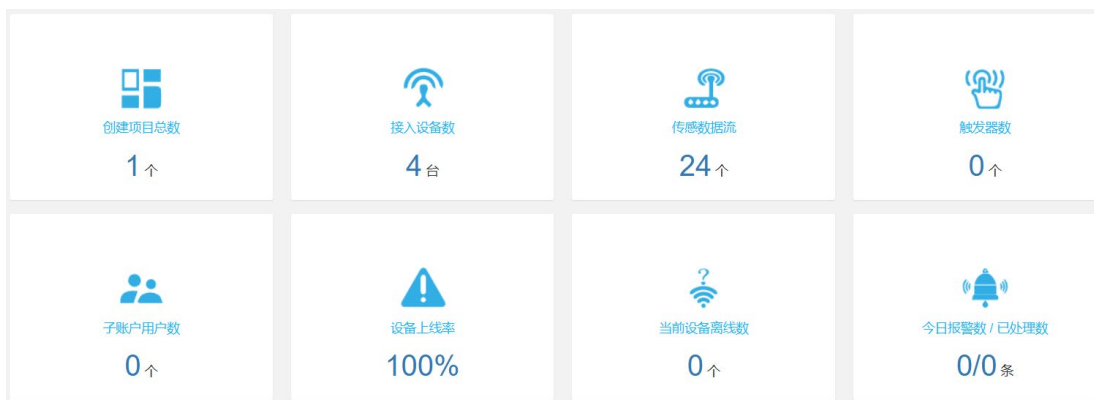 创建项目总数
1 个
接入设备数
4 台
传感数据流
24 个
触发器数
0 个
子账户用户数
0 个
设备上线率
100%
当前设备离线数
0 个
今日报警数 / 已处理数
0/0 条